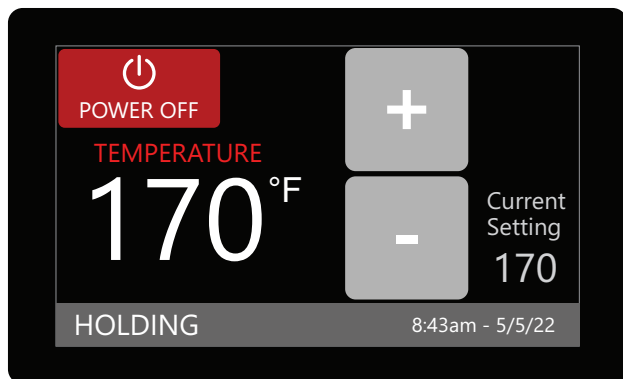 POWER OFF
TEMPERATURE
170°F
+
-
Current
Setting
170
HOLDING
8:43am - 5/5/22